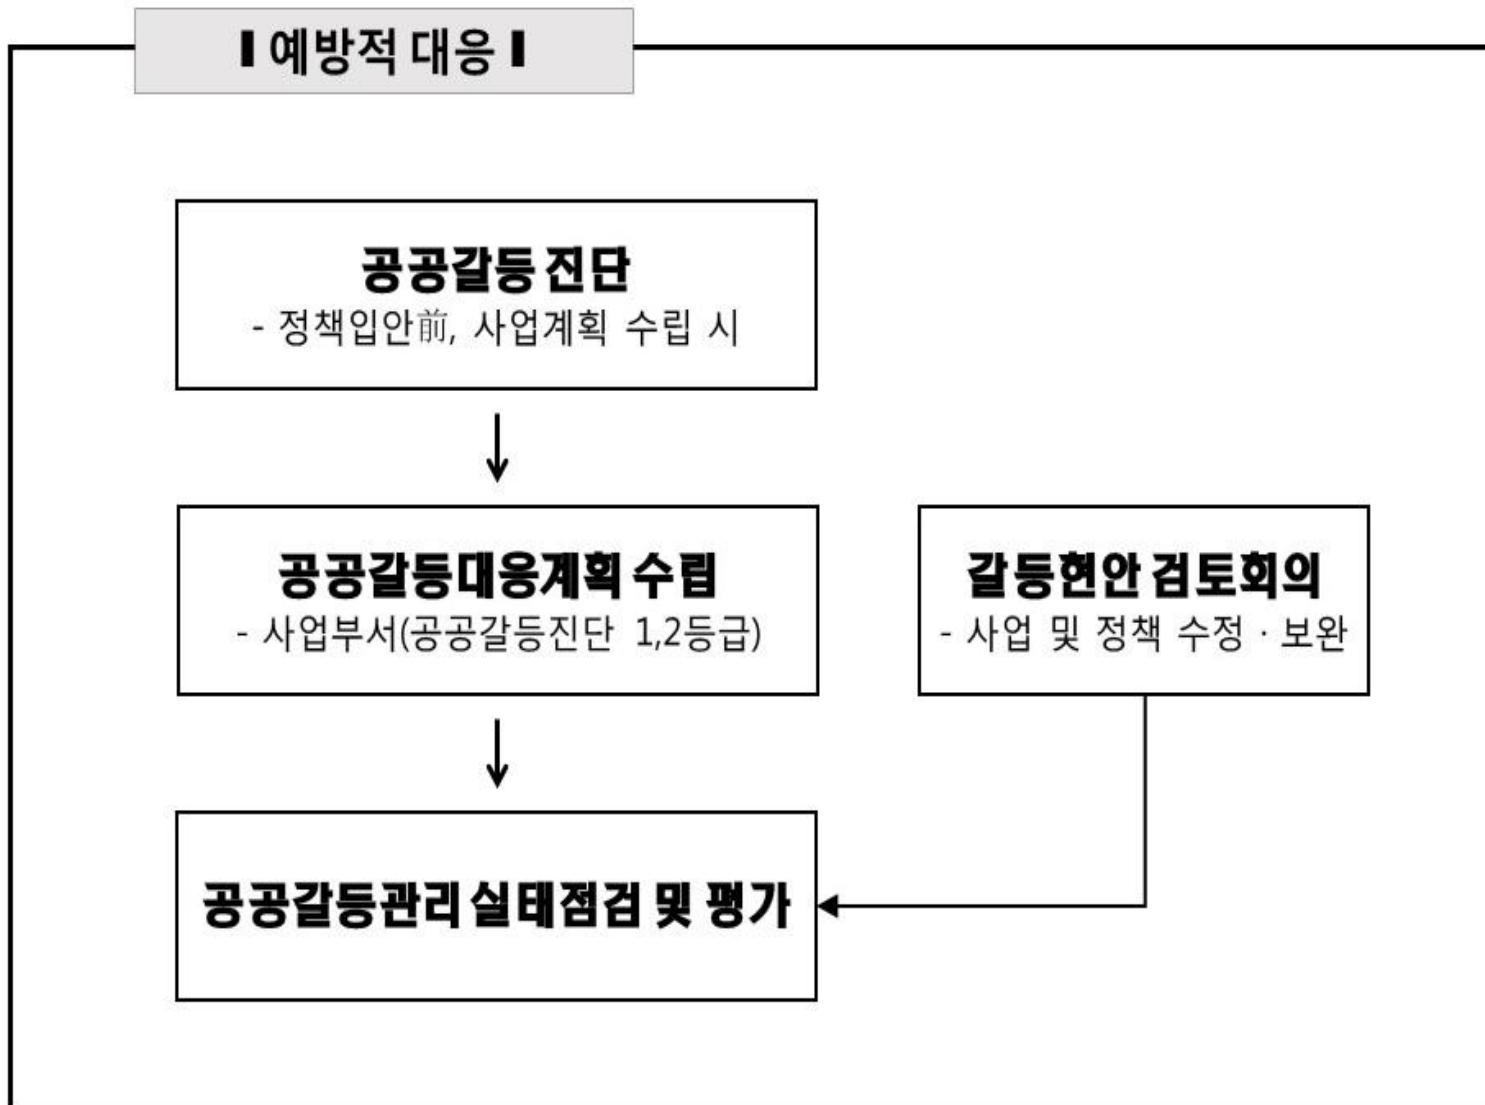 ▌예방적 대응▐
공공갈등 진단
- 정책입안前, 사업계획 수립 시
공공갈등대응계획 수립
- 사업부서(공공갈등진단 1,2등급)
갈등현안 검토회의
- 사업 및 정책 수정 · 보완
공공갈등관리 실태점검 및 평가